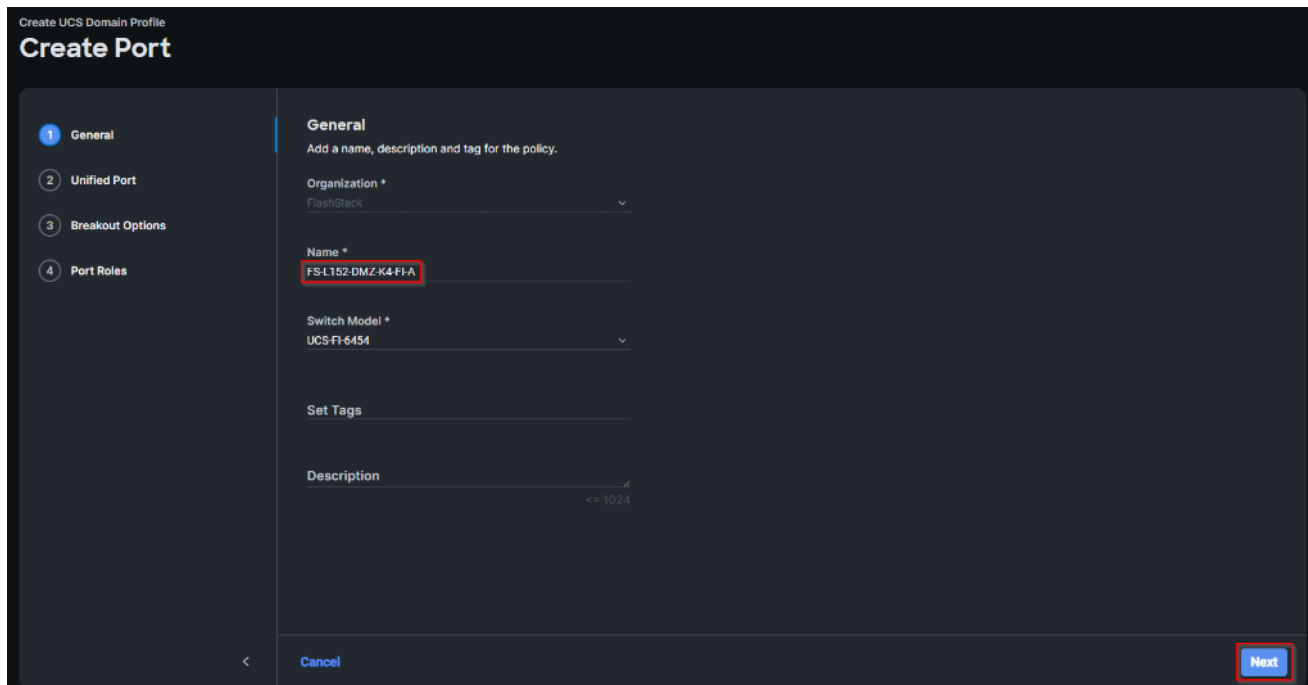 Create UCS Domain Profile
Create Port
1 General
2 Unified Port
3 Breakout Options
4 Port Roles
General
Add a name, description and tag for the policy.
Organization *
FlashStack
Name *
FS-L152-DMZ-K4-FI-A
Switch Model *
UCS-FI-6454
Set Tags
Description
<= 1024
Cancel
Next